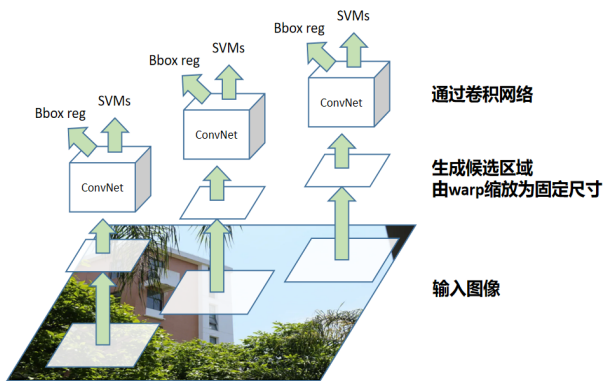 Bbox reg
SVMs
ConvNet
Bbox reg
SVMs
ConvNet
Bbox reg
SVMs
ConvNet
通过卷积网络
生成候选区域
由warp缩放为固定尺寸
输入图像